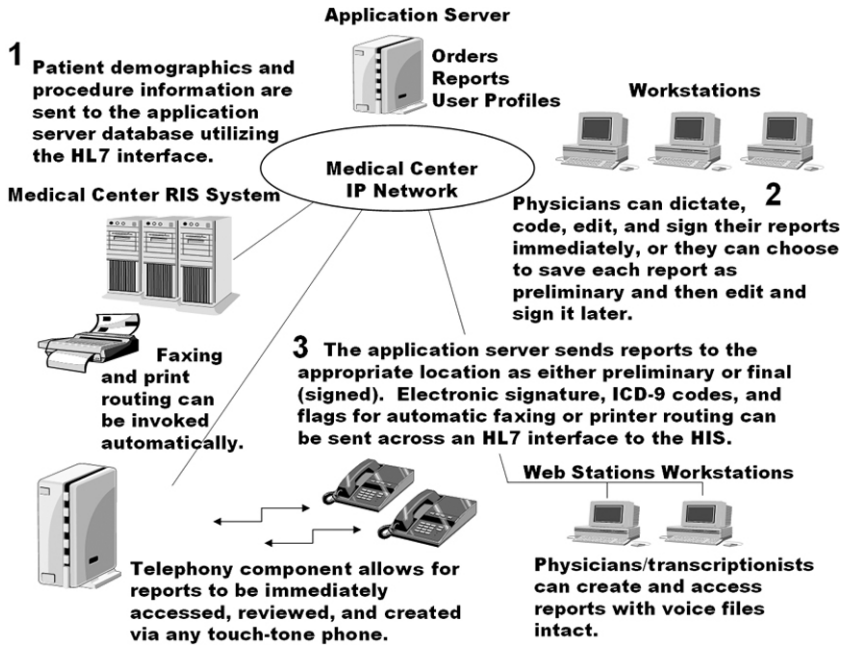 Application Server
Orders
Reports
User Profiles
1
Patient demographics and
procedure information are
sent to the application
server database utilizing
the HL7 interface.
Workstations
Medical Center
IP Network
Medical Center RIS System
2
Physicians can dictate,
code, edit, and sign their reports
immediately, or they can choose
to save each report as
preliminary and then edit and
sign it later.
Faxing
and print
routing can
be invoked
automatically.
3 The application server sends reports to the
appropriate location as either preliminary or final
(signed). Electronic signature, ICD-9 codes, and
flags for automatic faxing or printer routing can
be sent across an HL7 interface to the HIS.
Web Stations Workstations
Telephony component allows for
reports to be immediately
accessed, reviewed, and created
via any touch-tone phone.
Physicians/transcriptionists
can create and access
reports with voice files
intact.